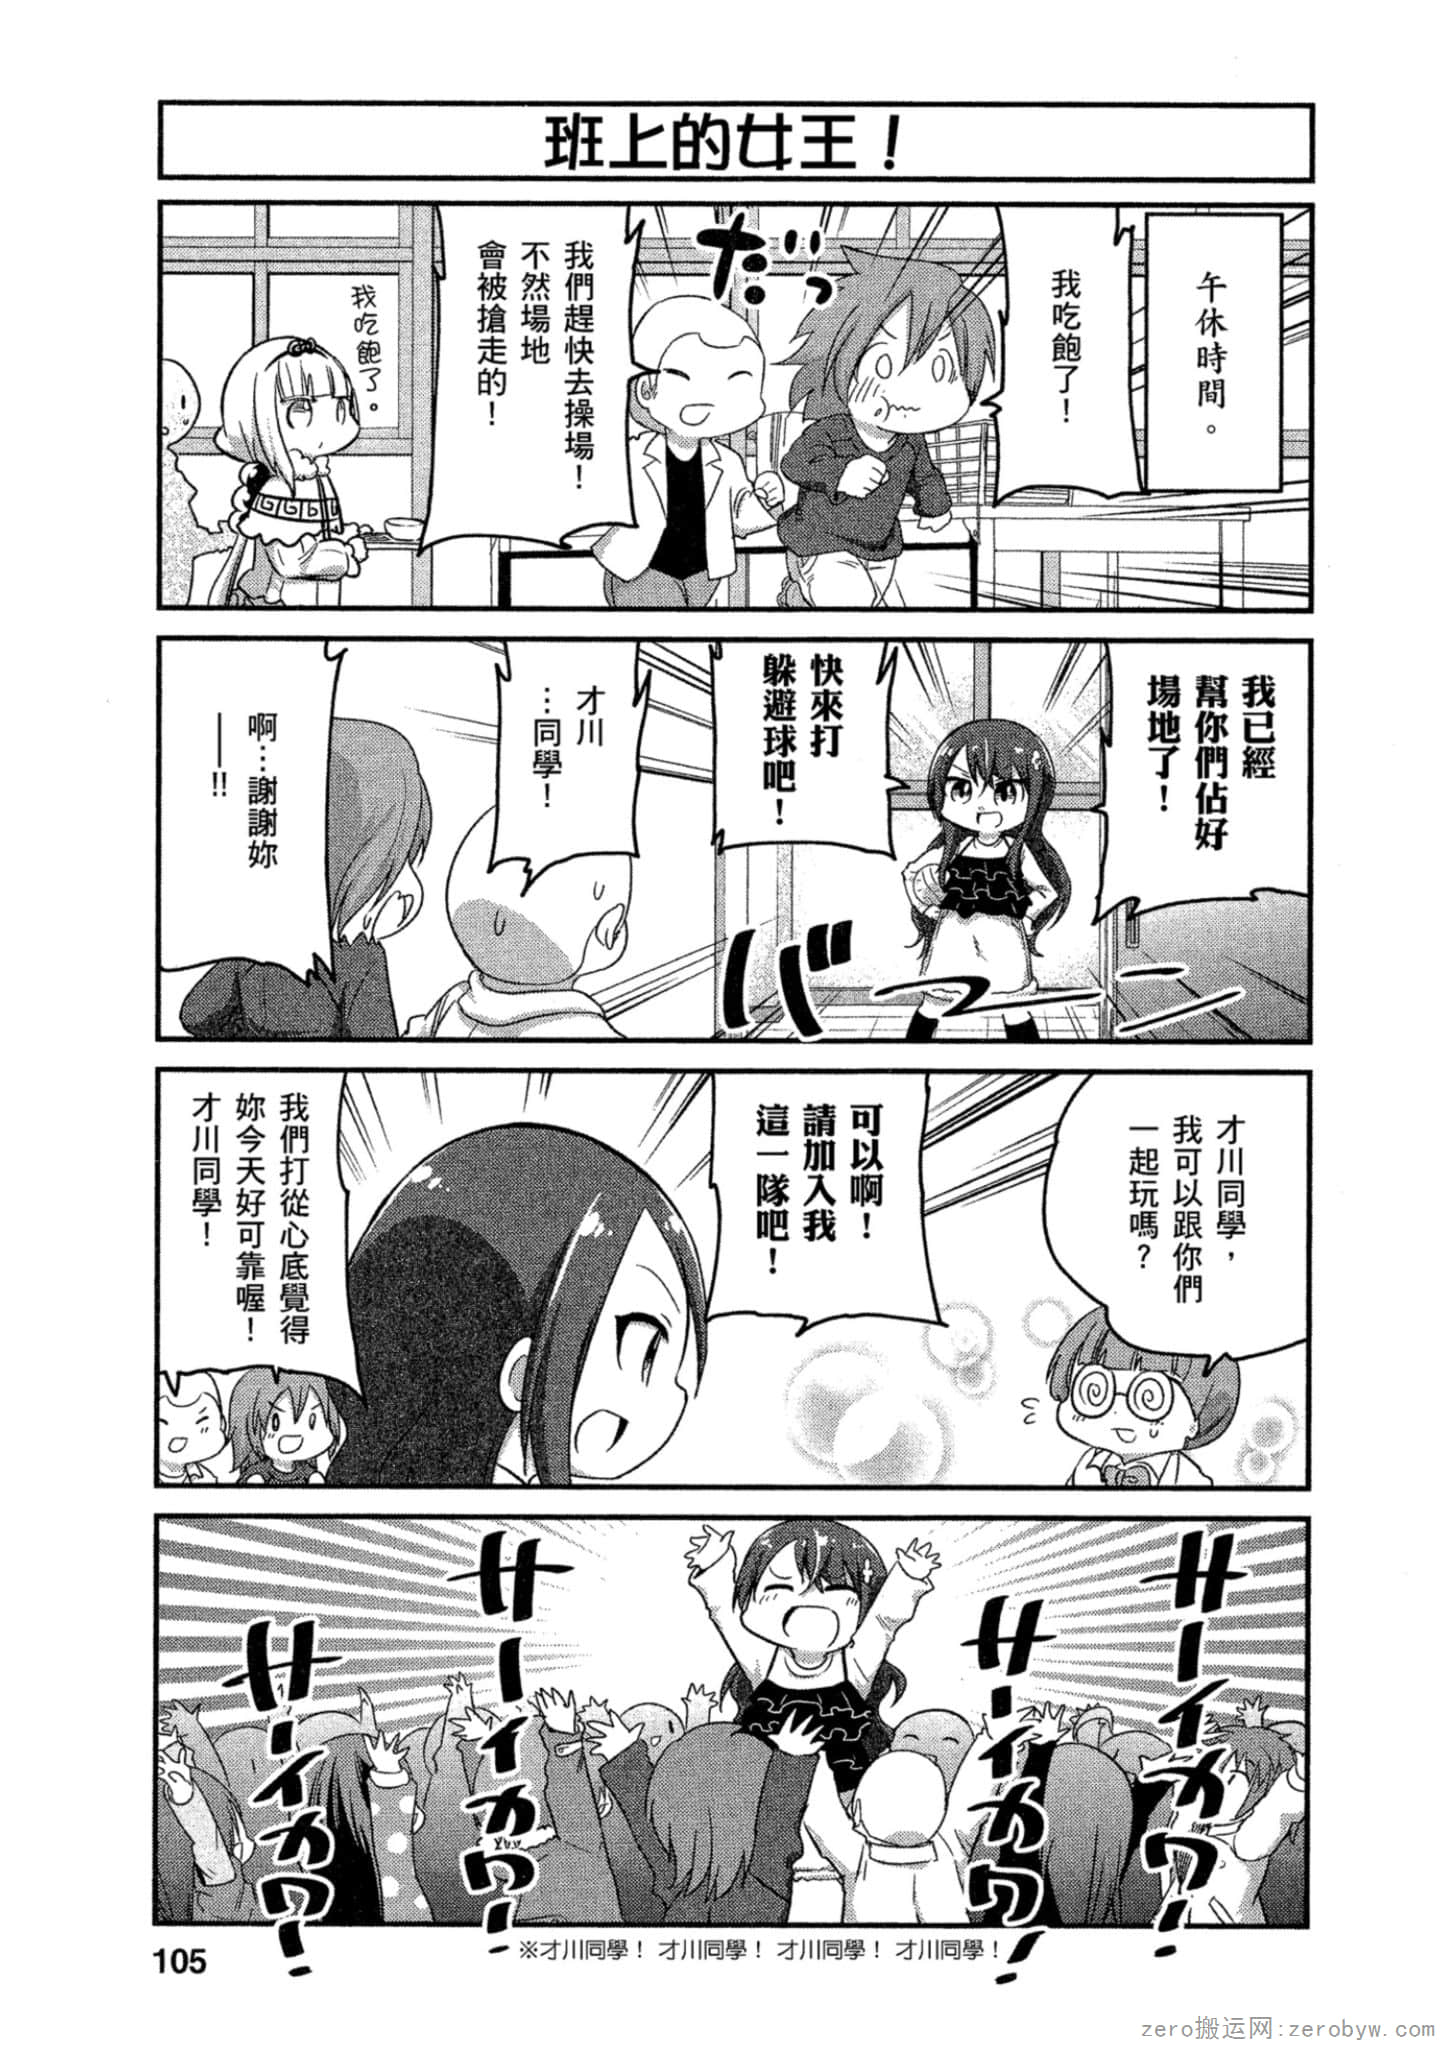 班上的女王！
午休時間。
我吃飽了！
だっ
我們趕快去操場！
不然場地
會被搶走的！
我吃飽了。
我已經
幫你們佔好
場地了！
快來打
躲避球吧！
バーーン
才川
…同學！
啊…謝謝妳
——!!
才川同學，
我可以跟你們
一起玩嗎？
可以啊！
請加入我
這一隊吧！
我們打從心底覺得
妳今天好可靠喔！
才川同學！
サーイカワー！
サーイカワー！
サーイカワー！
サーイカワー！
※才川同學！ 才川同學！ 才川同學！ 才川同學！
105
zero搬运网:zerobyw.com